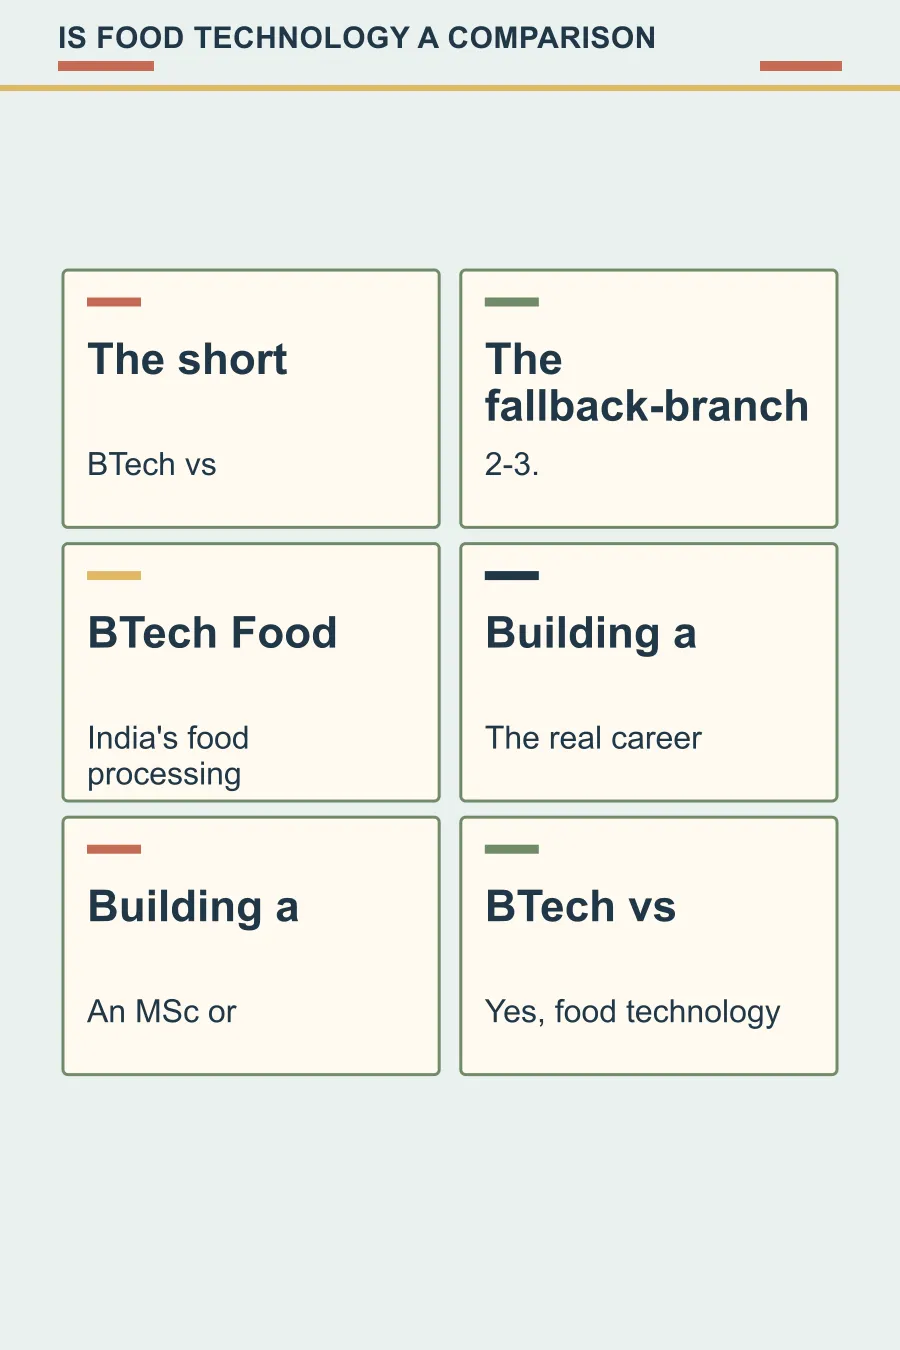 IS FOOD TECHNOLOGY A COMPARISON
The short
BTech vs
The
fallback-branch
2-3.
BTech Food
India's food
processing
Building a
The real career
Building a
An MSc or
BTech vs
Yes, food technology